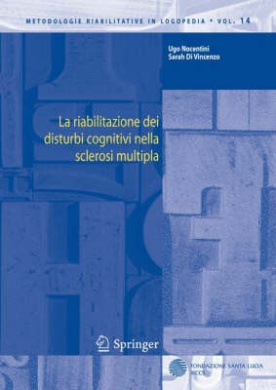 METODOLOGIE RIABILITATIVE IN LOGOPEDIA • VOL. 14
Ugo Nocentini
Sarah Di Vincenzo
La riabilitazione dei
disturbi cognitivi nella
sclerosi multipla
Springer
FONDAZIONE SANTA LUCIA
IRCCS